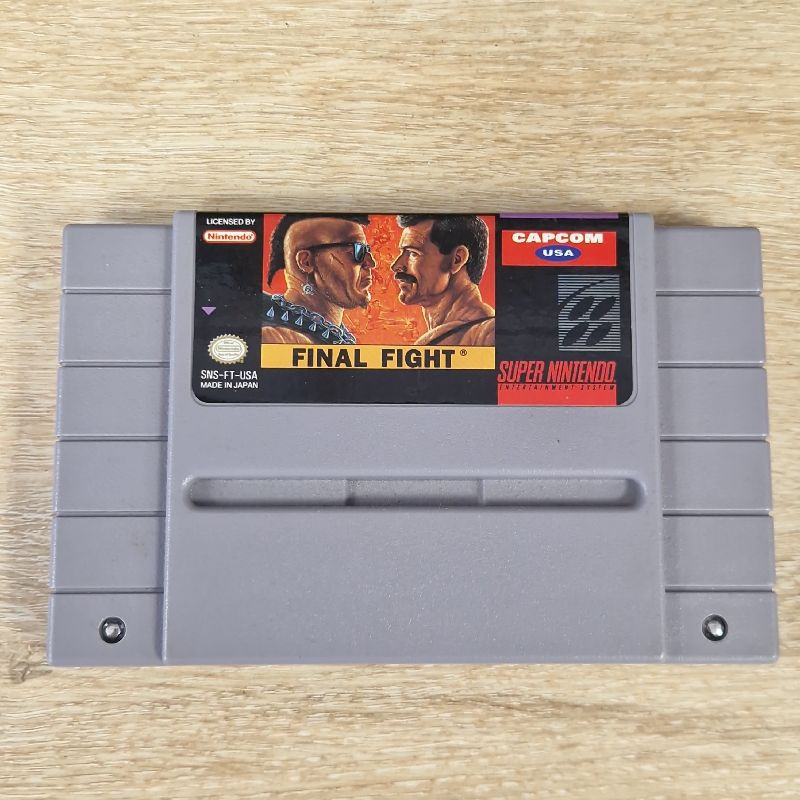 LICENSED BY
Nintendo®
CAPCOM
USA
FINAL FIGHT®
SNS-FT-USA
MADE IN JAPAN
SUPER NINTENDO
ENTERTAINMENT SYSTEM